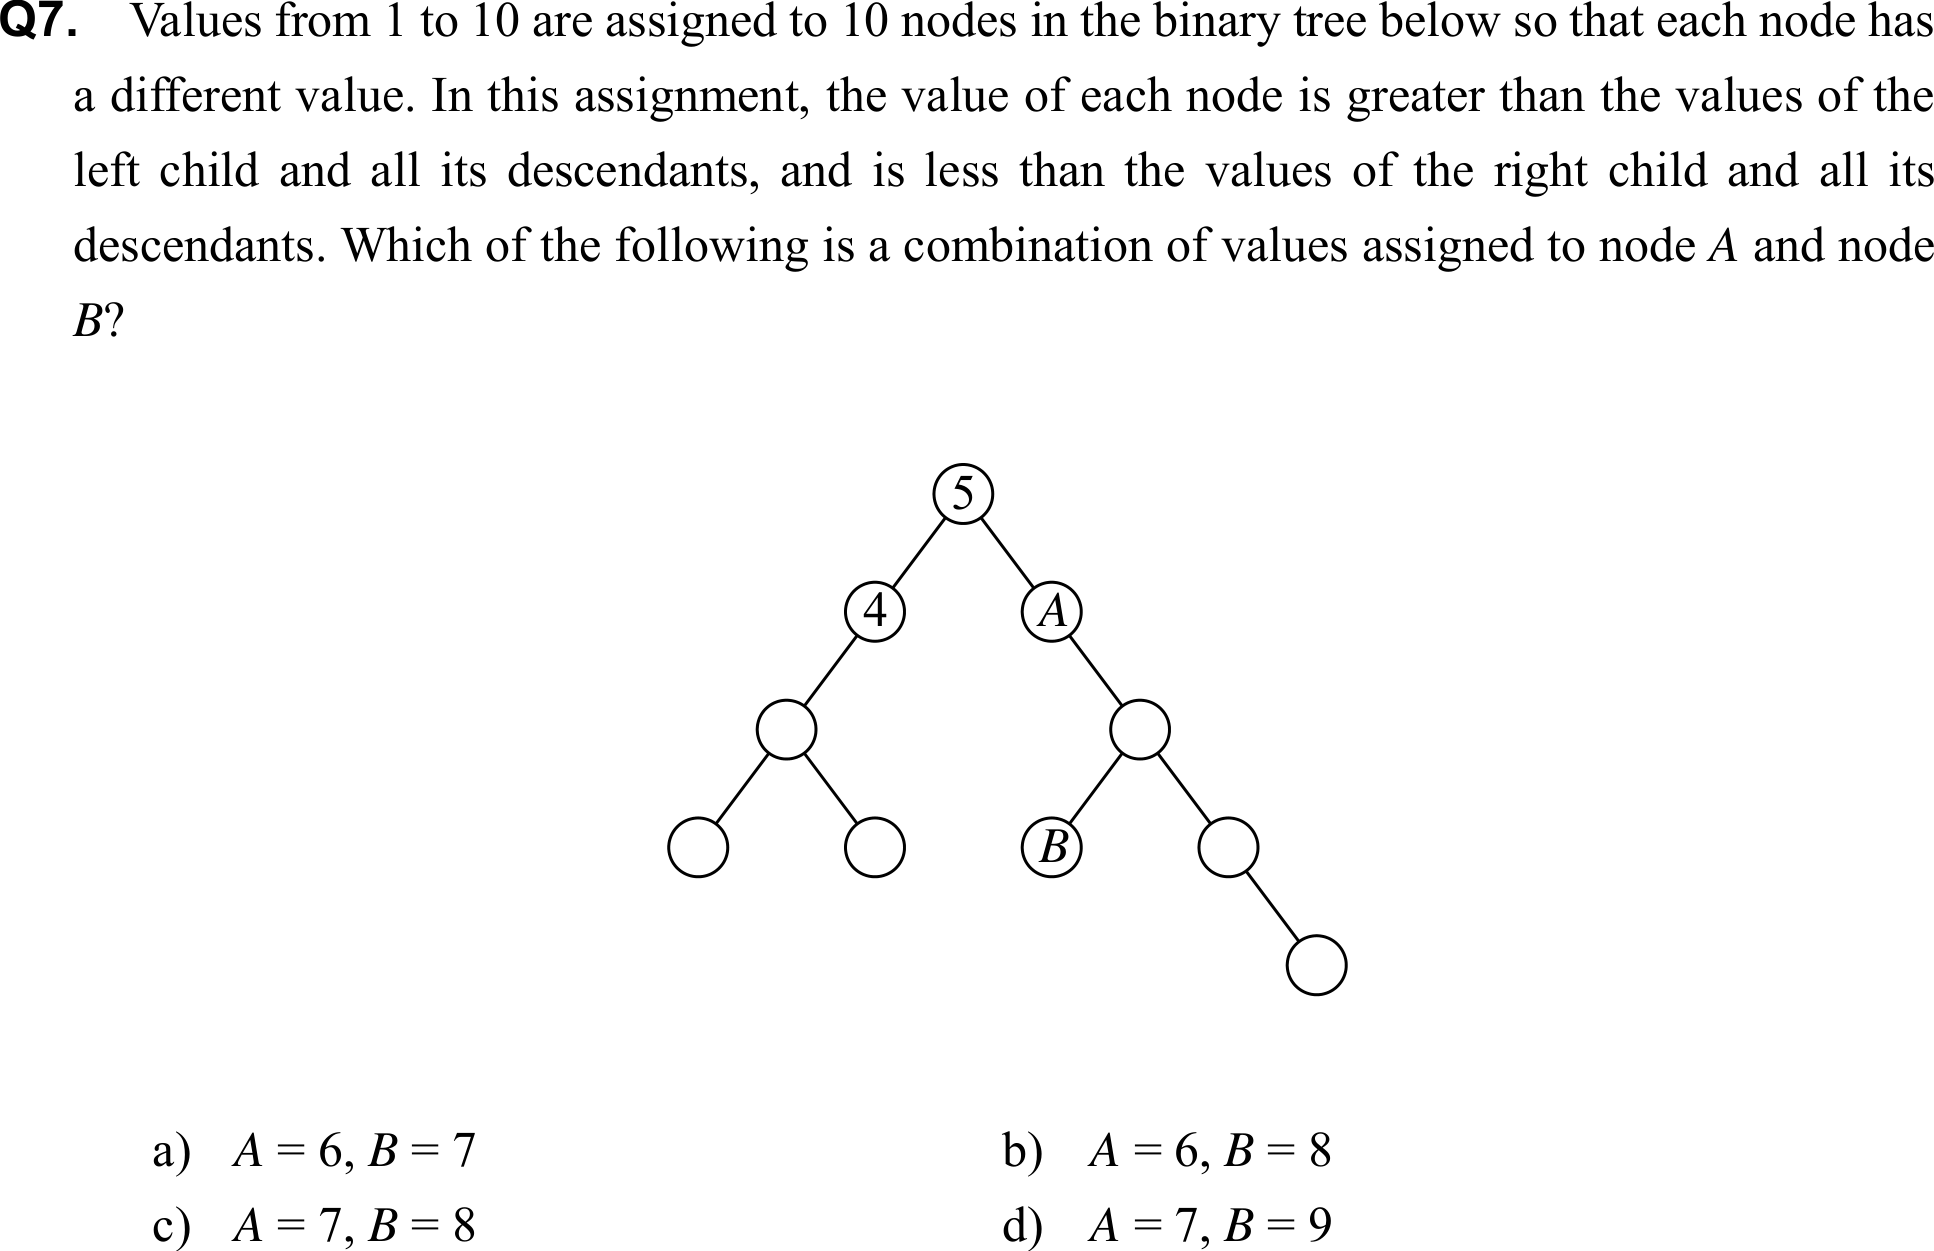 Q7. Values from 1 to 10 are assigned to 10 nodes in the binary tree below so that each node has
a different value. In this assignment, the value of each node is greater than the values of the
left child and all its descendants, and is less than the values of the right child and all its
descendants. Which of the following is a combination of values assigned to node A and node
B?
5
4 A
B
a) A = 6, B = 7 b) A = 6, B = 8
c) A = 7, B = 8 d) A = 7, B = 9